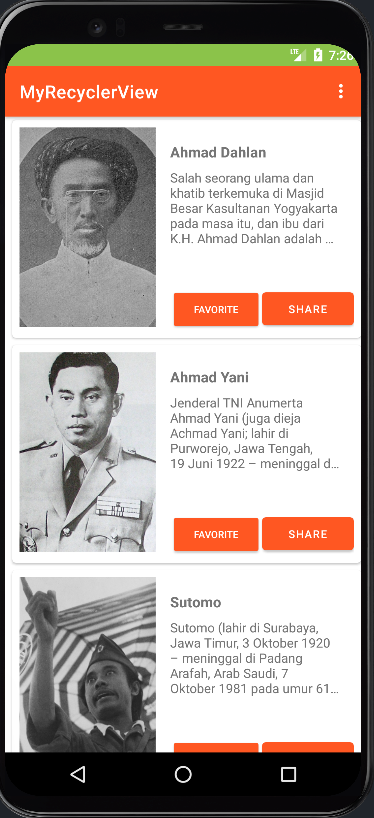 LTE 7:26
MyRecyclerView
Ahmad Dahlan
Salah seorang ulama dan
khatib terkemuka di Masjid
Besar Kasultanan Yogyakarta
pada masa itu, dan ibu dari
K.H. Ahmad Dahlan adalah ...
FAVORITE SHARE
Ahmad Yani
Jenderal TNI Anumerta
Ahmad Yani (juga dieja
Achmad Yani; lahir di
Purworejo, Jawa Tengah,
19 Juni 1922 – meninggal d...
FAVORITE SHARE
Sutomo
Sutomo (lahir di Surabaya,
Jawa Timur, 3 Oktober 1920
– meninggal di Padang
Arafah, Arab Saudi, 7
Oktober 1981 pada umur 61...